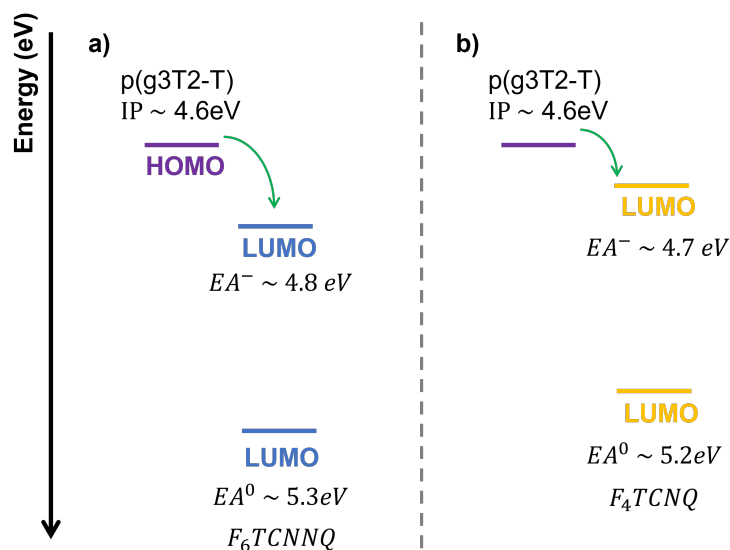 Energy (eV)
a)
p(g3T2-T)
IP ~ 4.6eV
HOMO
LUMO
EA⁻ ~ 4.8 eV
LUMO
EA⁰ ~ 5.3eV
F₆TCNNQ
b)
p(g3T2-T)
IP ~ 4.6eV
LUMO
EA⁻ ~ 4.7 eV
LUMO
EA⁰ ~ 5.2eV
F₄TCNQ